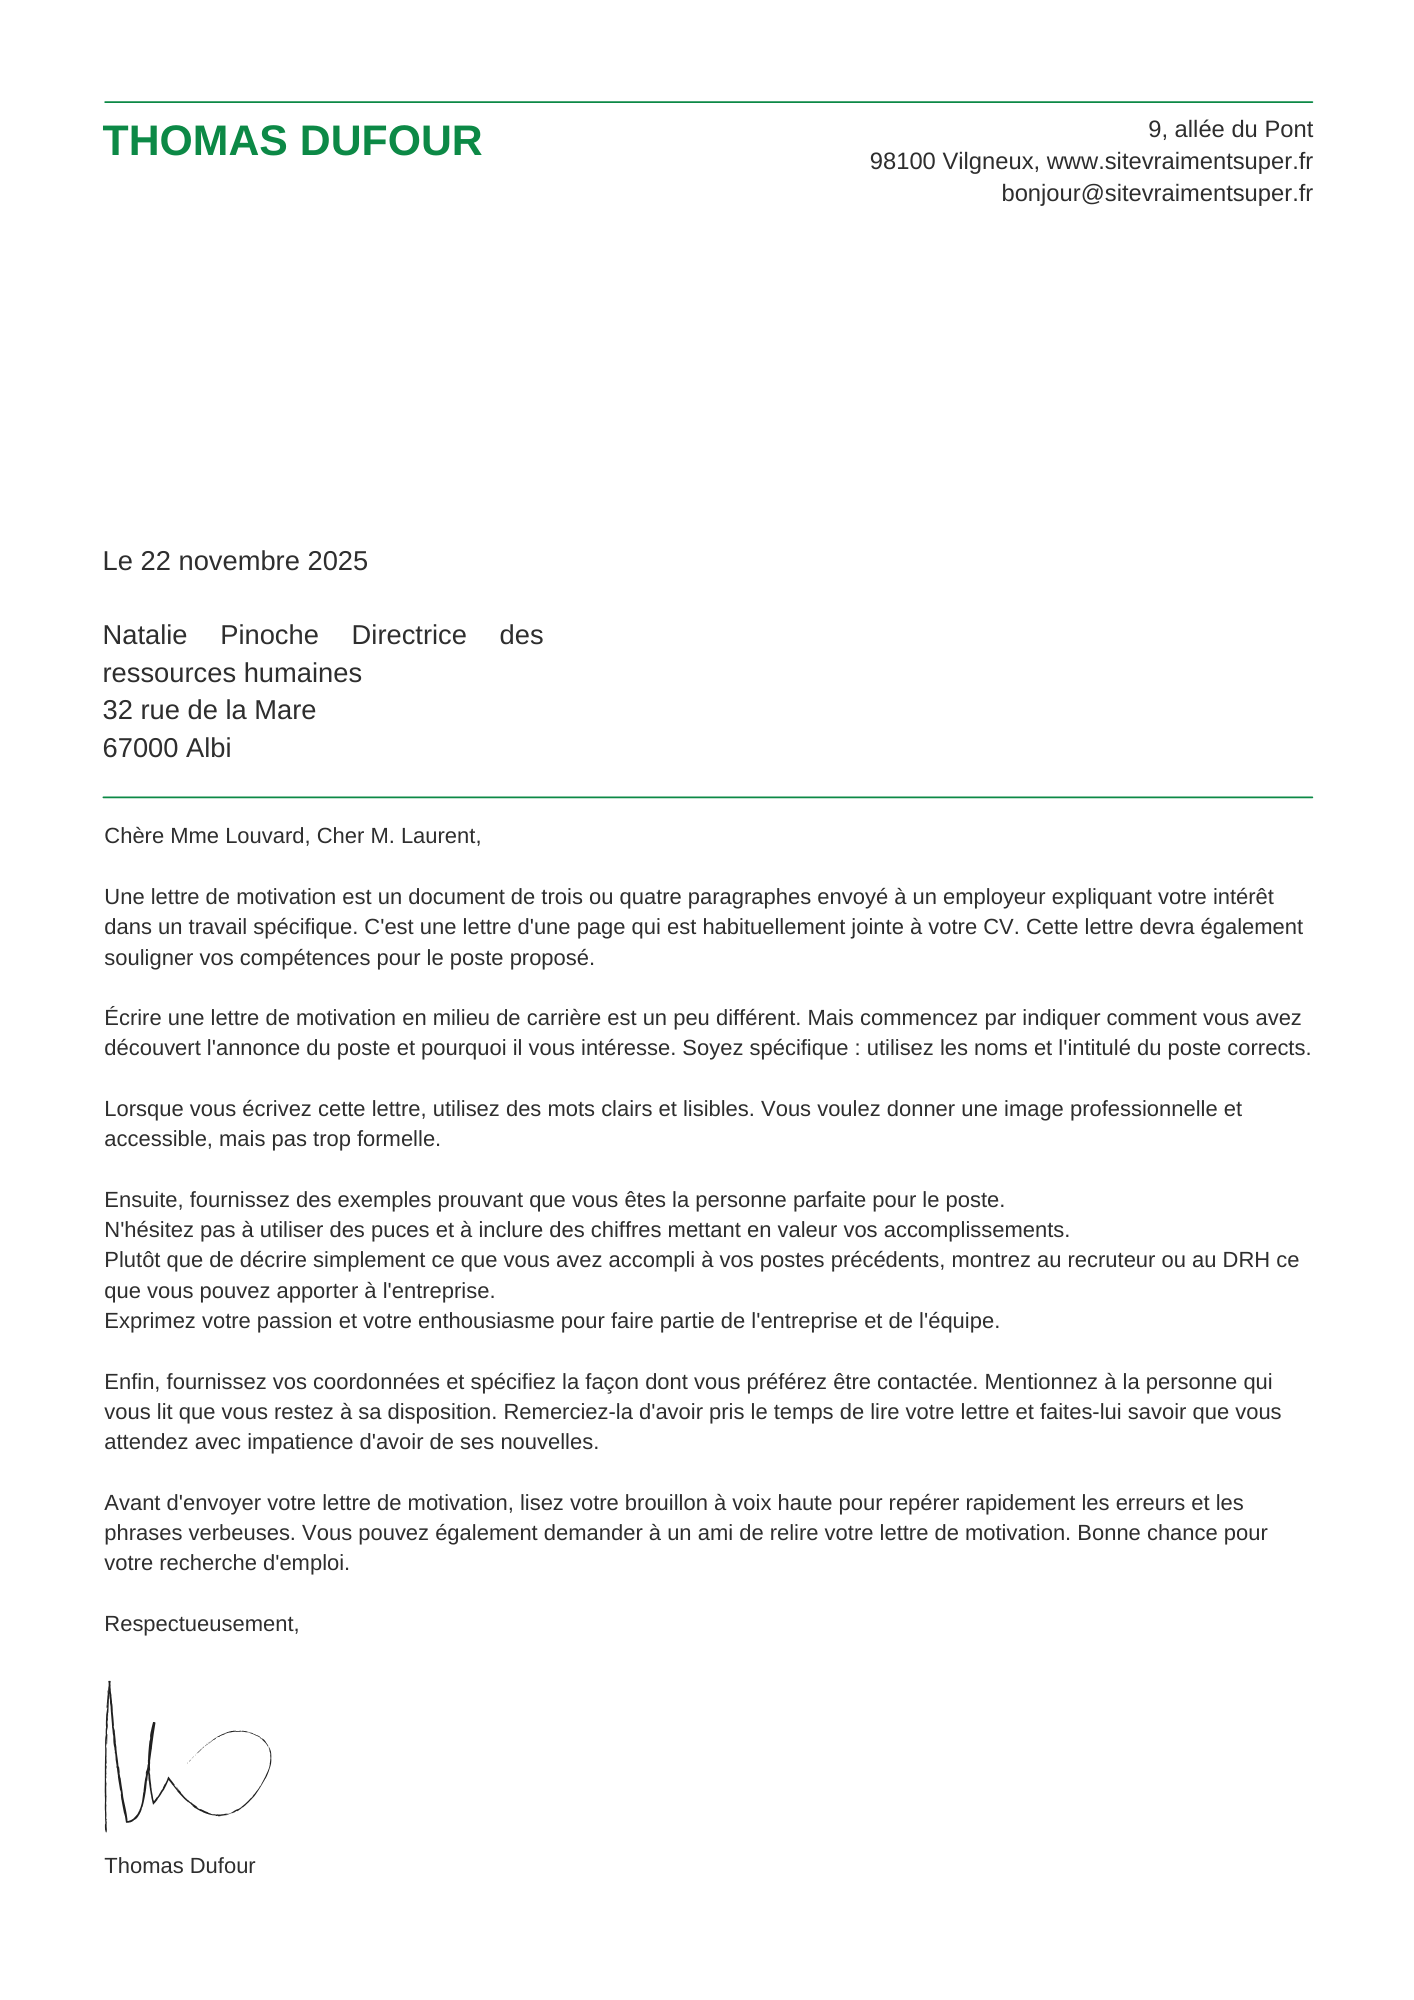 THOMAS DUFOUR
9, allée du Pont
98100 Vilgneux, www.sitevraimentsuper.fr
bonjour@sitevraimentsuper.fr
Le 22 novembre 2025
Natalie Pinoche Directrice des
ressources humaines
32 rue de la Mare
67000 Albi
Chère Mme Louvard, Cher M. Laurent,
Une lettre de motivation est un document de trois ou quatre paragraphes envoyé à un employeur expliquant votre intérêt
dans un travail spécifique. C'est une lettre d'une page qui est habituellement jointe à votre CV. Cette lettre devra également
souligner vos compétences pour le poste proposé.
Écrire une lettre de motivation en milieu de carrière est un peu différent. Mais commencez par indiquer comment vous avez
découvert l'annonce du poste et pourquoi il vous intéresse. Soyez spécifique : utilisez les noms et l'intitulé du poste corrects.
Lorsque vous écrivez cette lettre, utilisez des mots clairs et lisibles. Vous voulez donner une image professionnelle et
accessible, mais pas trop formelle.
Ensuite, fournissez des exemples prouvant que vous êtes la personne parfaite pour le poste.
N'hésitez pas à utiliser des puces et à inclure des chiffres mettant en valeur vos accomplissements.
Plutôt que de décrire simplement ce que vous avez accompli à vos postes précédents, montrez au recruteur ou au DRH ce
que vous pouvez apporter à l'entreprise.
Exprimez votre passion et votre enthousiasme pour faire partie de l'entreprise et de l'équipe.
Enfin, fournissez vos coordonnées et spécifiez la façon dont vous préférez être contactée. Mentionnez à la personne qui
vous lit que vous restez à sa disposition. Remerciez-la d'avoir pris le temps de lire votre lettre et faites-lui savoir que vous
attendez avec impatience d'avoir de ses nouvelles.
Avant d'envoyer votre lettre de motivation, lisez votre brouillon à voix haute pour repérer rapidement les erreurs et les
phrases verbeuses. Vous pouvez également demander à un ami de relire votre lettre de motivation. Bonne chance pour
votre recherche d'emploi.
Respectueusement,
Thomas Dufour